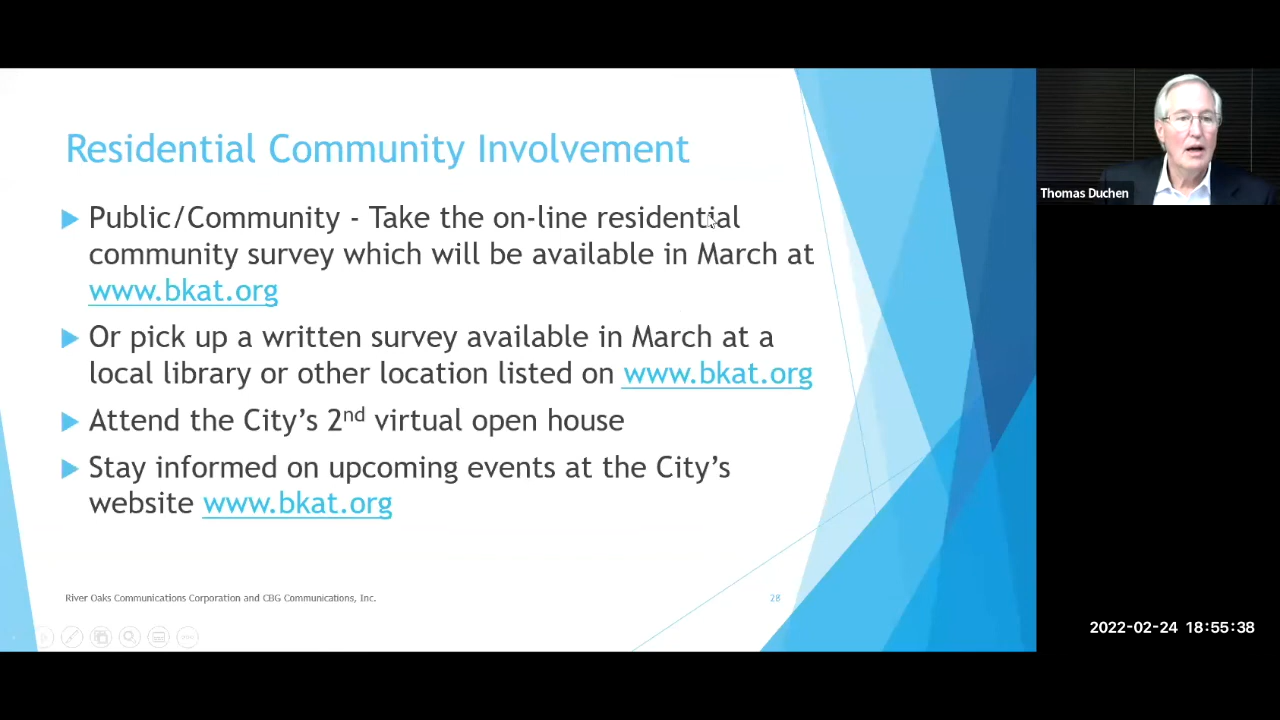 Residential Community Involvement
Public/Community - Take the on-line residential
community survey which will be available in March at
www.bkat.org
Or pick up a written survey available in March at a
local library or other location listed on www.bkat.org
Attend the City’s 2nd virtual open house
Stay informed on upcoming events at the City’s
website www.bkat.org
River Oaks Communications Corporation and CBG Communications, Inc.
28
Thomas Duchen
2022-02-24 18:55:38